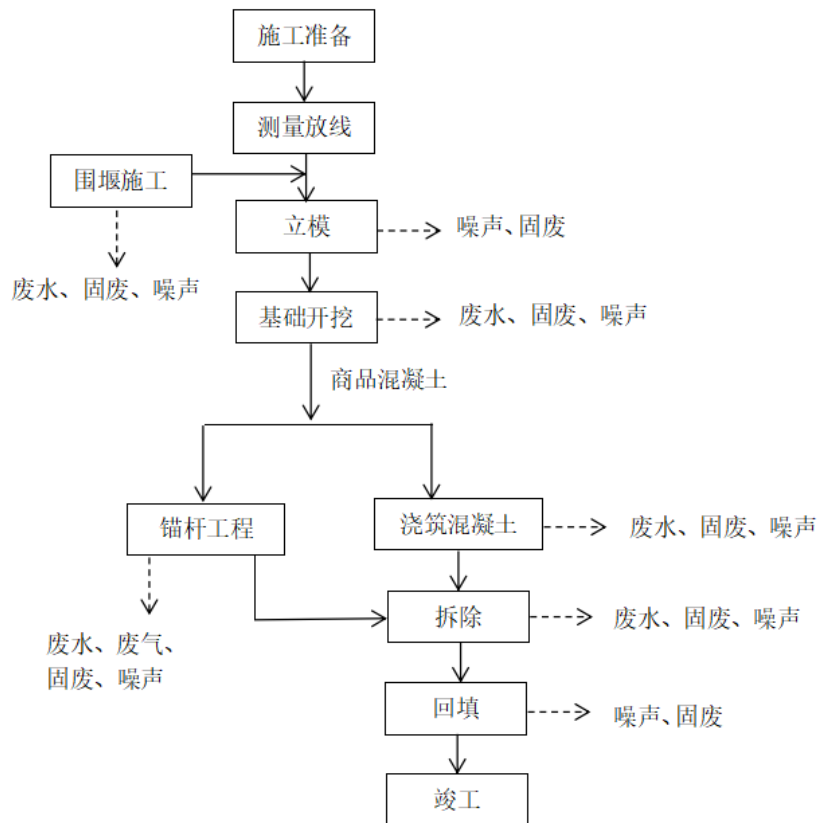 施工准备
测量放线
围堰施工
立模
噪声、固废
废水、固废、噪声
基础开挖
废水、固废、噪声
商品混凝土
锚杆工程
浇筑混凝土
废水、固废、噪声
拆除
废水、固废、噪声
废水、废气、
固废、噪声
回填
噪声、固废
竣工